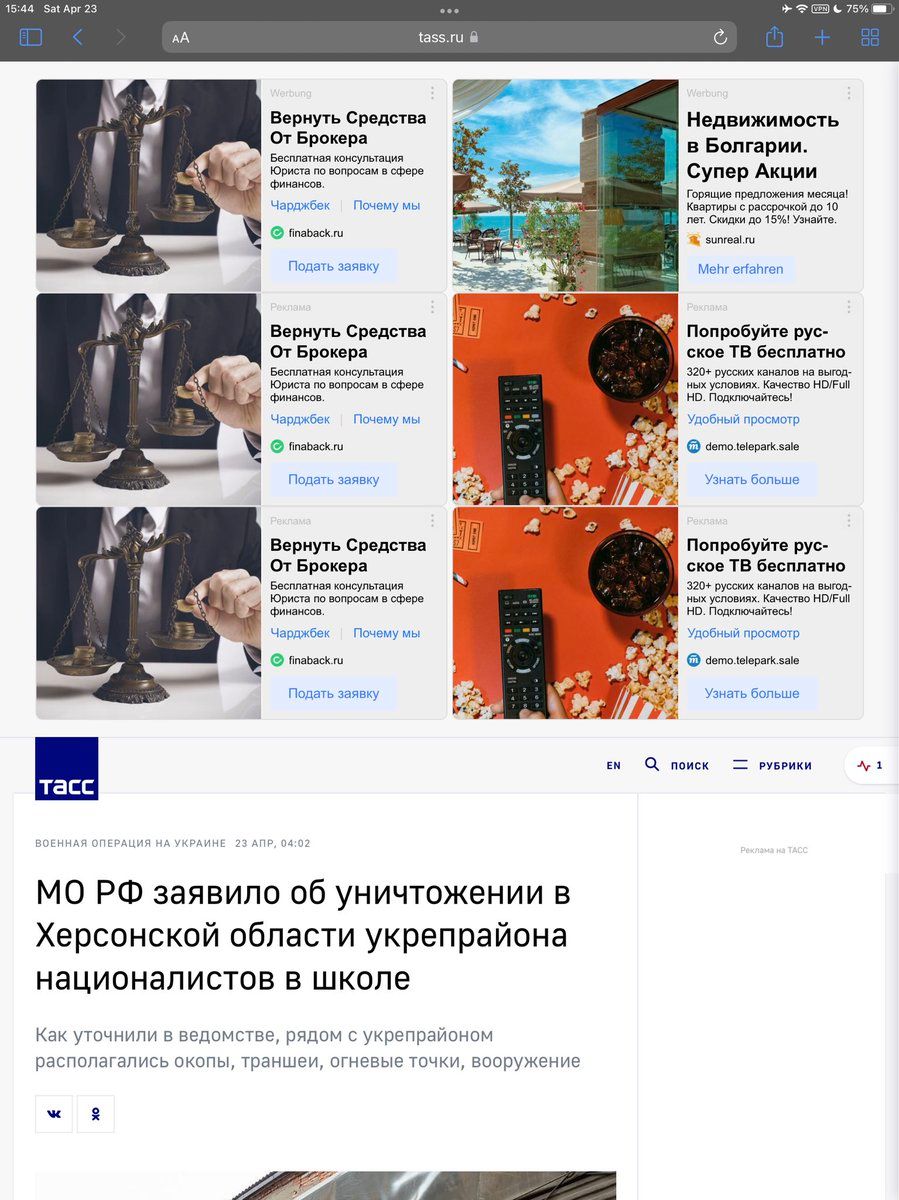 15:44 Sat Apr 23
VPN 75%
AA tass.ru
Werbung
Вернуть Средства
От Брокера
Бесплатная консультация
Юриста по вопросам в сфере
финансов.
Чарджбек | Почему мы
finaback.ru
Подать заявку
Werbung
Недвижимость
в Болгарии.
Супер Акции
Горящие предложения месяца!
Квартиры с рассрочкой до 10
лет. Скидки до 15%! Узнайте.
sunreal.ru
Mehr erfahren
Реклама
Вернуть Средства
От Брокера
Бесплатная консультация
Юриста по вопросам в сфере
финансов.
Чарджбек | Почему мы
finaback.ru
Подать заявку
Реклама
Попробуйте рус-
ское ТВ бесплатно
320+ русских каналов на выгод-
ных условиях. Качество HD/Full
HD. Подключайтесь!
Удобный просмотр
demo.telepark.sale
Узнать больше
Реклама
Вернуть Средства
От Брокера
Бесплатная консультация
Юриста по вопросам в сфере
финансов.
Чарджбек | Почему мы
finaback.ru
Подать заявку
Реклама
Попробуйте рус-
ское ТВ бесплатно
320+ русских каналов на выгод-
ных условиях. Качество HD/Full
HD. Подключайтесь!
Удобный просмотр
demo.telepark.sale
Узнать больше
ТАСС
EN ПОИСК РУБРИКИ 1
ВОЕННАЯ ОПЕРАЦИЯ НА УКРАИНЕ 23 АПР, 04:02
Реклама на ТАСС
МО РФ заявило об уничтожении в
Херсонской области укрепрайона
националистов в школе
Как уточнили в ведомстве, рядом с укрепрайоном
располагались окопы, траншеи, огневые точки, вооружение